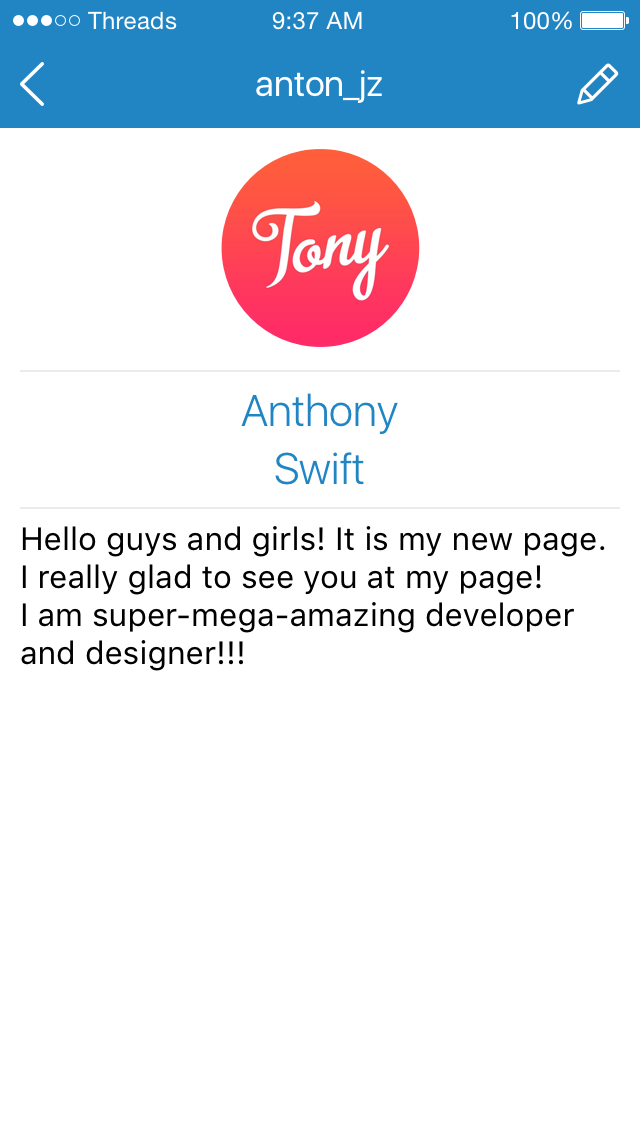 Threads 9:37 AM 100%
anton_jz
Tony
Anthony
Swift
Hello guys and girls! It is my new page.
I really glad to see you at my page!
I am super-mega-amazing developer
and designer!!!